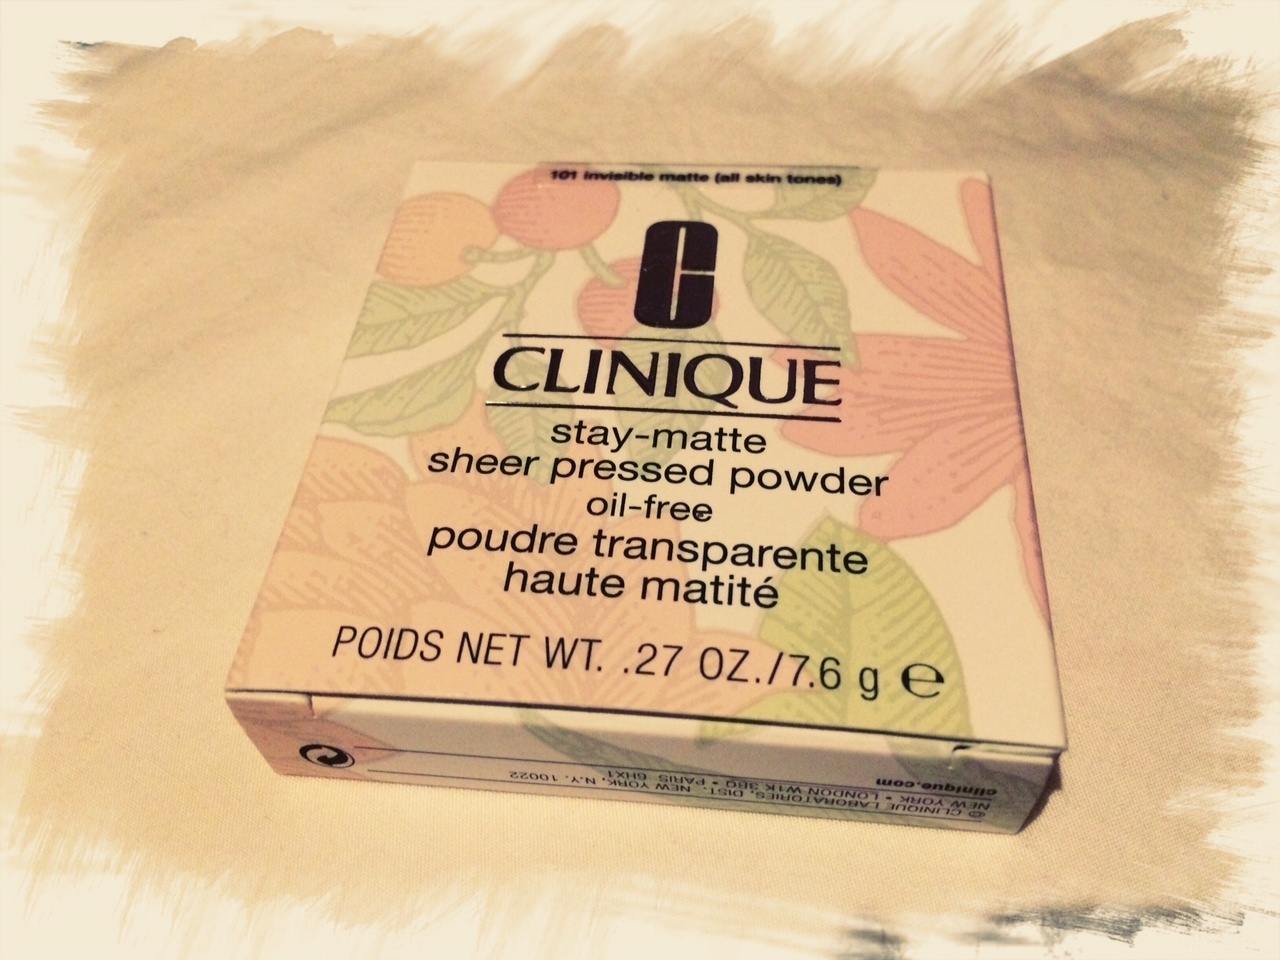 101 invisible matte (all skin tones)
C
CLINIQUE
stay-matte
sheer pressed powder
oil-free
poudre transparente
haute matité
POIDS NET WT. .27 OZ./7.6 g ℮
clinique.com
© CLINIQUE LABORATORIES, DIST. NEW YORK, N.Y. 10022
NEW YORK • LONDON W1K 3BQ • PARIS 6HX1